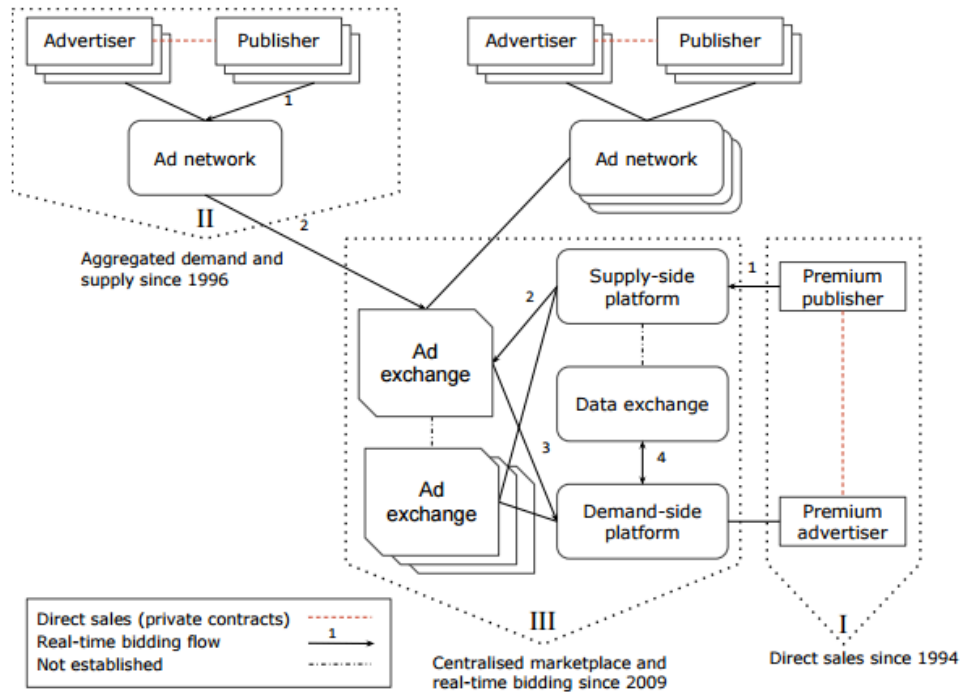 Advertiser
Publisher
Advertiser
Publisher
1
Ad network
Ad network
II
2
Aggregated demand and
supply since 1996
Supply-side
platform
1
Premium
publisher
2
Ad
exchange
Data exchange
3
4
Ad
exchange
Demand-side
platform
Premium
advertiser
Direct sales (private contracts)
Real-time bidding flow
1
Not established
III
I
Centralised marketplace and
real-time bidding since 2009
Direct sales since 1994